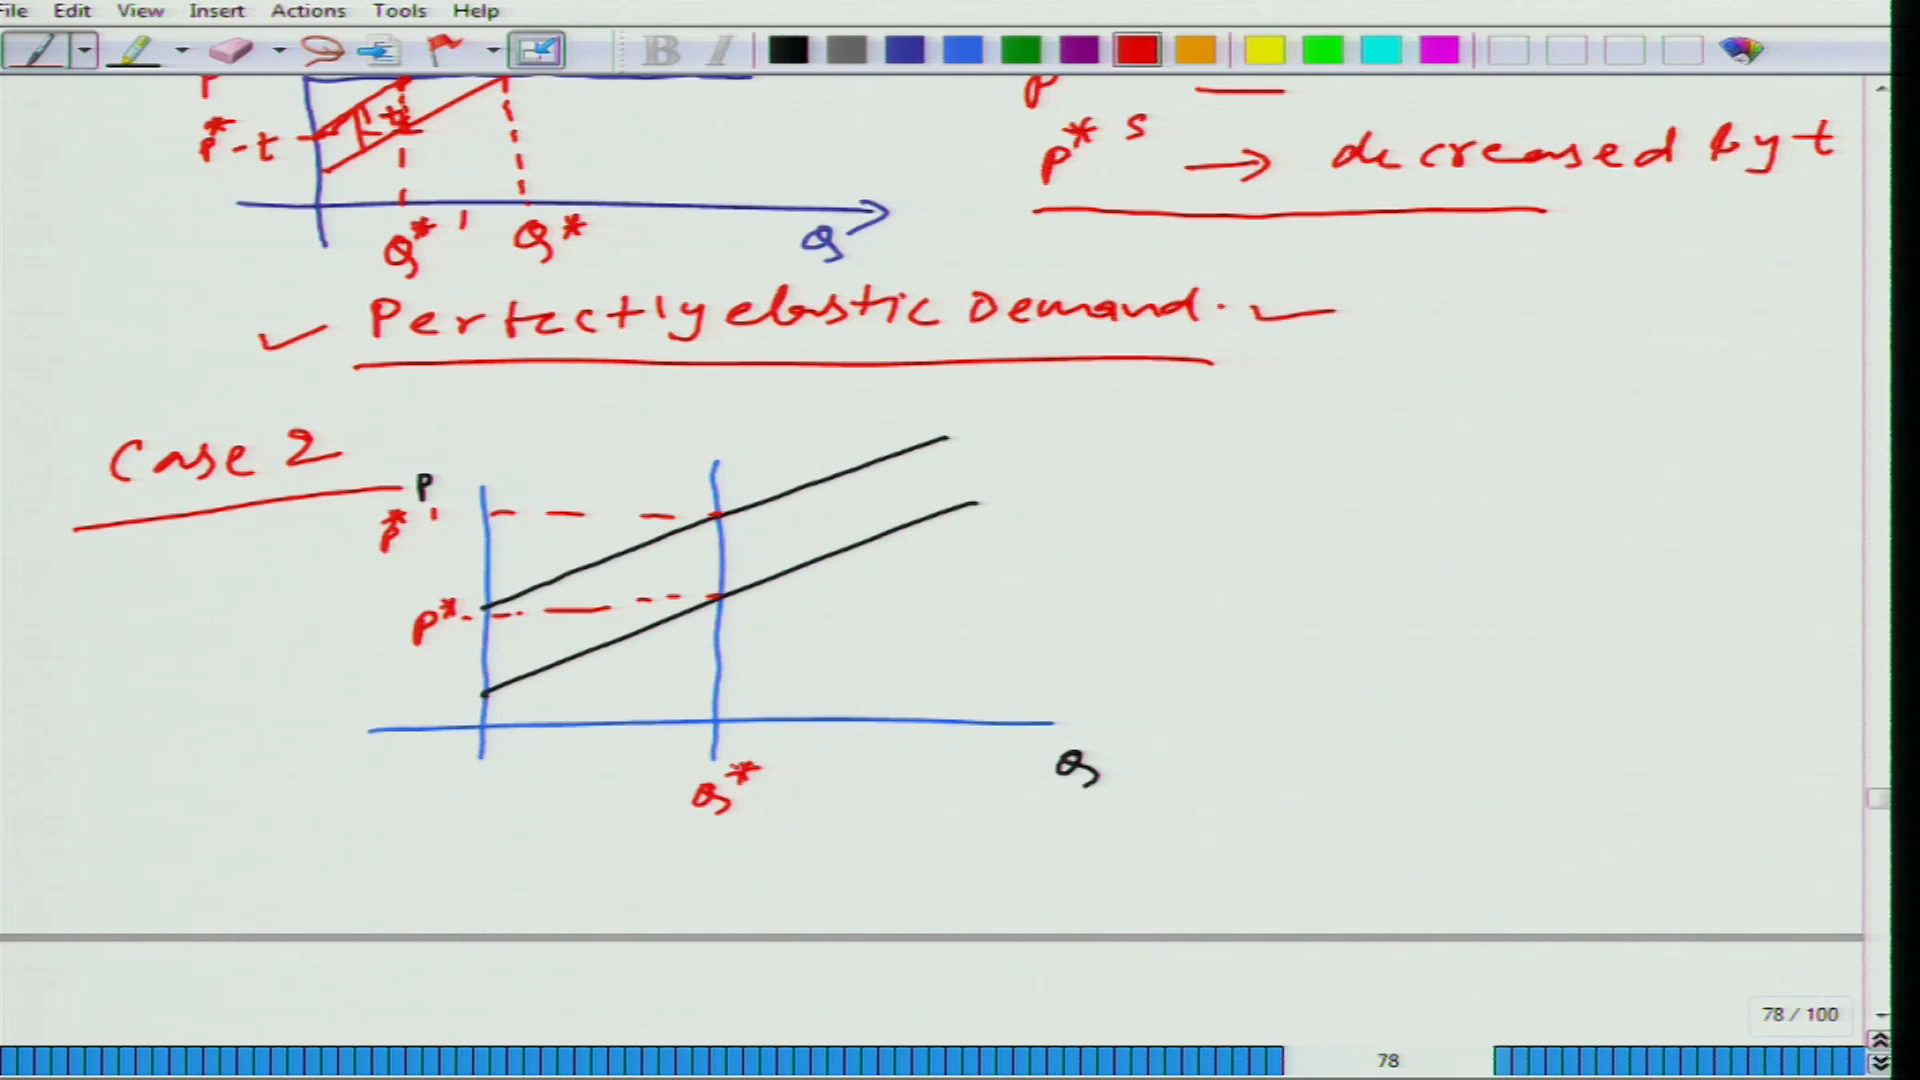 File Edit View Insert Actions Tools Help
B I
P* - t
t
Q*' Q* Q
P*s → decreased by t
✓ Perfectly elastic Demand. ✓
Case 2
P
P*'
P*
Q*
Q
78 / 100
78